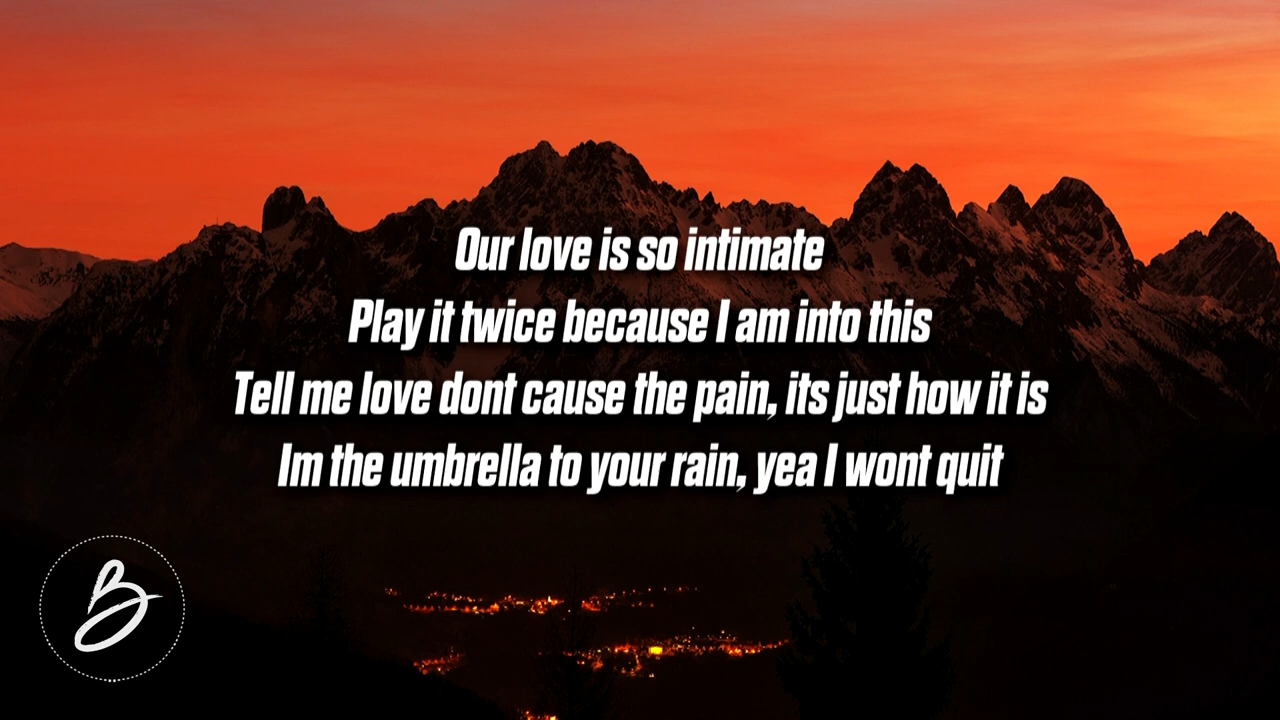 Our love is so intimate
Play it twice because I am into this
Tell me love dont cause the pain, its just how it is
Im the umbrella to your rain, yea I wont quit
B